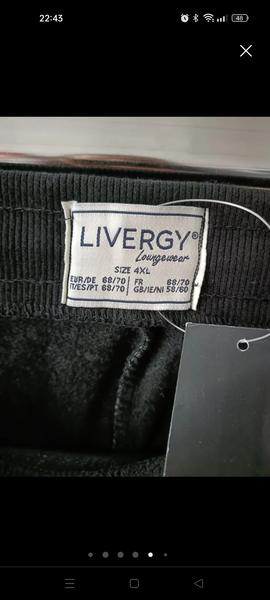 22:43
48
LIVERGY®
Loungewear
SIZE 4XL
EUR/DE 68/70 FR 68/70
IT/ES/PT 68/70 GB/IE/NI 58/60